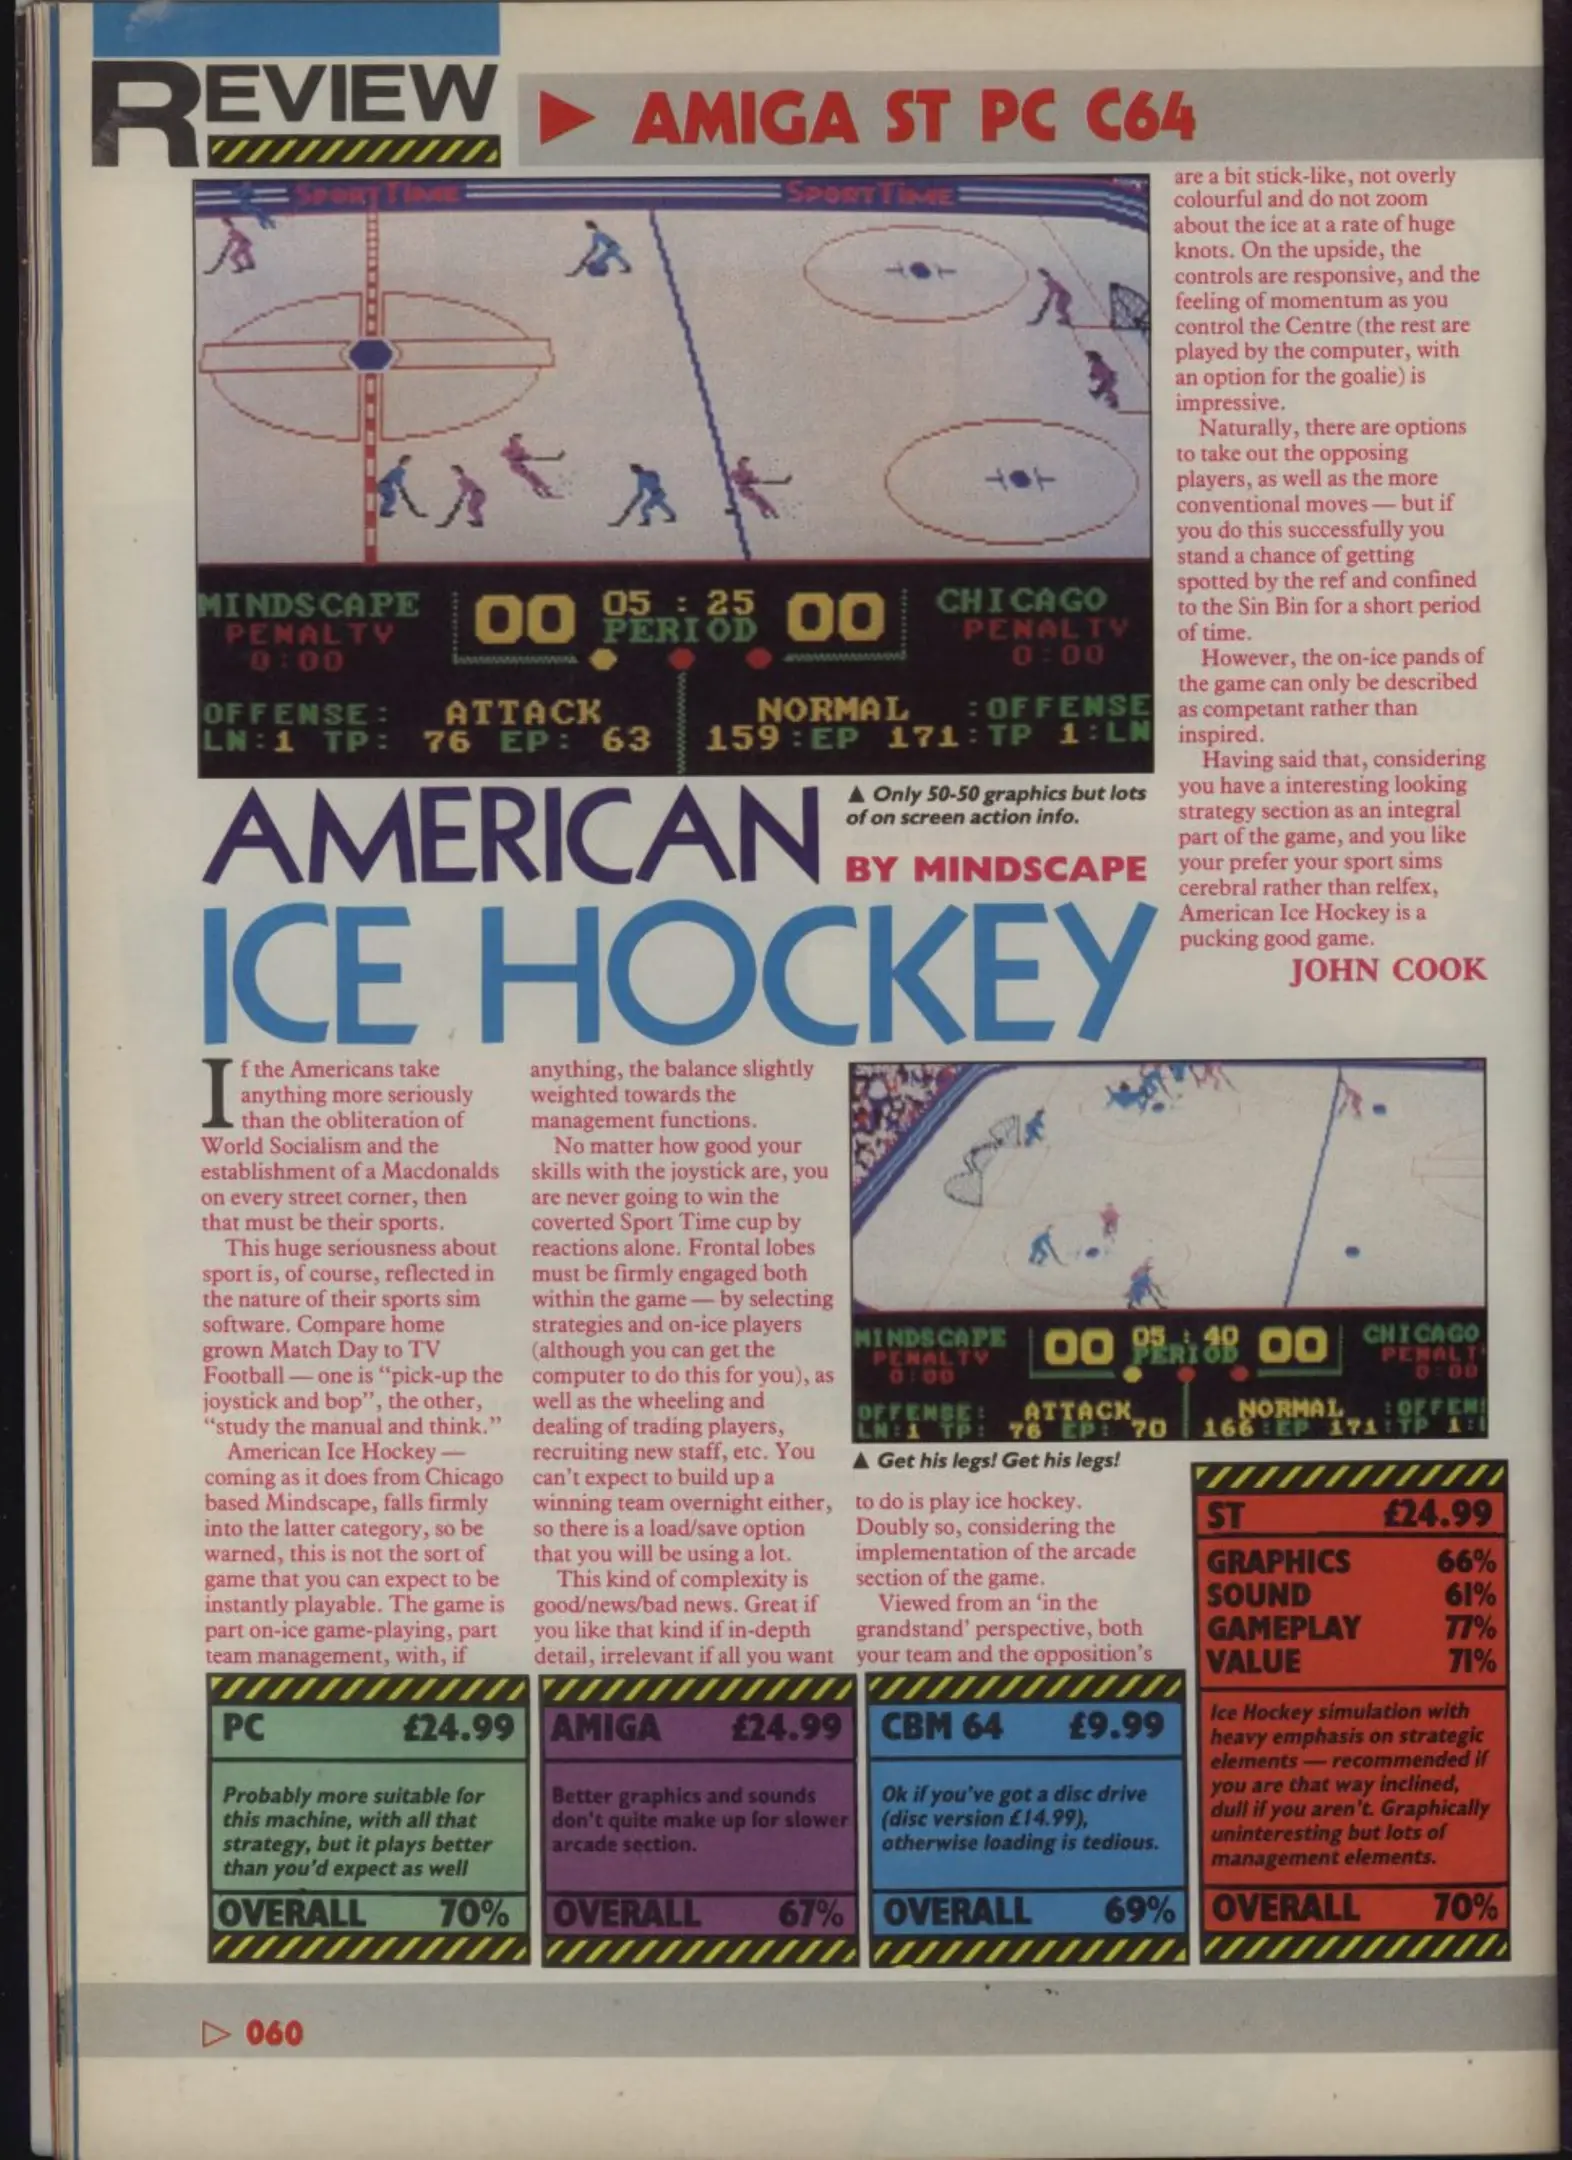 REVIEW
AMIGA ST PC C64
SPORTTIME SPORTTIME
MINDSCAPE 00 05 : 25 00 CHICAGO
PENALTY PERIOD PENALTY
0:00 0:00
OFFENSE: ATTACK NORMAL :OFFENSE
LN:1 TP: 76 EP: 63 159:EP 171:TP 1:LN
▲ Only 50-50 graphics but lots
of on screen action info.
AMERICAN
BY MINDSCAPE
ICE HOCKEY
If the Americans take
anything more seriously
than the obliteration of
World Socialism and the
establishment of a Macdonalds
on every street corner, then
that must be their sports.
This huge seriousness about
sport is, of course, reflected in
the nature of their sports sim
software. Compare home
grown Match Day to TV
Football — one is “pick-up the
joystick and bop”, the other,
“study the manual and think.”
American Ice Hockey —
coming as it does from Chicago
based Mindscape, falls firmly
into the latter category, so be
warned, this is not the sort of
game that you can expect to be
instantly playable. The game is
part on-ice game-playing, part
team management, with, if
anything, the balance slightly
weighted towards the
management functions.
No matter how good your
skills with the joystick are, you
are never going to win the
coverted Sport Time cup by
reactions alone. Frontal lobes
must be firmly engaged both
within the game — by selecting
strategies and on-ice players
(although you can get the
computer to do this for you), as
well as the wheeling and
dealing of trading players,
recruiting new staff, etc. You
can't expect to build up a
winning team overnight either,
so there is a load/save option
that you will be using a lot.
This kind of complexity is
good/news/bad news. Great if
you like that kind if in-depth
detail, irrelevant if all you want
MINDSCAPE 00 05 : 40 00 CHICAGO
PENALTY PERIOD PENALT
0:00 0:00
OFFENSE: ATTACK NORMAL :OFFEN
LN:1 TP: 76 EP: 70 166:EP 171:TP 1:
▲ Get his legs! Get his legs!
to do is play ice hockey.
Doubly so, considering the
implementation of the arcade
section of the game.
Viewed from an ‘in the
grandstand’ perspective, both
your team and the opposition's
are a bit stick-like, not overly
colourful and do not zoom
about the ice at a rate of huge
knots. On the upside, the
controls are responsive, and the
feeling of momentum as you
control the Centre (the rest are
played by the computer, with
an option for the goalie) is
impressive.
Naturally, there are options
to take out the opposing
players, as well as the more
conventional moves — but if
you do this successfully you
stand a chance of getting
spotted by the ref and confined
to the Sin Bin for a short period
of time.
However, the on-ice pands of
the game can only be described
as competant rather than
inspired.
Having said that, considering
you have a interesting looking
strategy section as an integral
part of the game, and you like
your prefer your sport sims
cerebral rather than relfex,
American Ice Hockey is a
pucking good game.
JOHN COOK
PC £24.99
Probably more suitable for
this machine, with all that
strategy, but it plays better
than you'd expect as well
OVERALL 70%
AMIGA £24.99
Better graphics and sounds
don't quite make up for slower
arcade section.
OVERALL 67%
CBM 64 £9.99
Ok if you've got a disc drive
(disc version £14.99),
otherwise loading is tedious.
OVERALL 69%
ST £24.99
GRAPHICS 66%
SOUND 61%
GAMEPLAY 77%
VALUE 71%
Ice Hockey simulation with
heavy emphasis on strategic
elements — recommended if
you are that way inclined,
dull if you aren't. Graphically
uninteresting but lots of
management elements.
OVERALL 70%
060